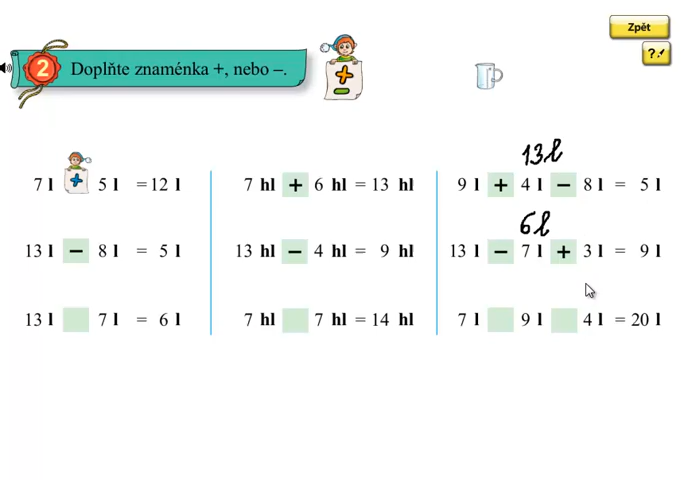 Zpět
?✓
2 Doplňte znaménka +, nebo –.
13l
7 l + 5 l = 12 l 7 hl + 6 hl = 13 hl 9 l + 4 l − 8 l = 5 l
6l
13 l − 8 l = 5 l 13 hl − 4 hl = 9 hl 13 l − 7 l + 3 l = 9 l
13 l 7 l = 6 l 7 hl 7 hl = 14 hl 7 l 9 l 4 l = 20 l